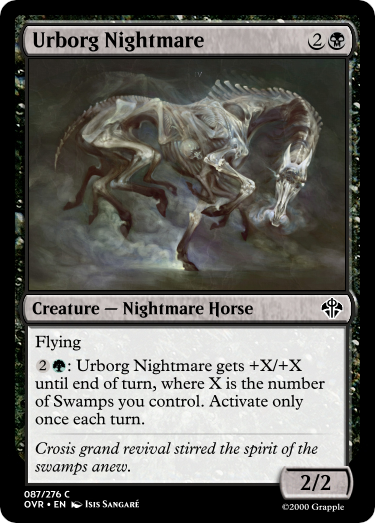 Urborg Nightmare 2
Creature — Nightmare Horse
Flying
2 : Urborg Nightmare gets +X/+X
until end of turn, where X is the number
of Swamps you control. Activate only
once each turn.
Crosis grand revival stirred the spirit of the
swamps anew.
2/2
087/276 C
OVR • EN Isis Sangaré
©2000 Grapple